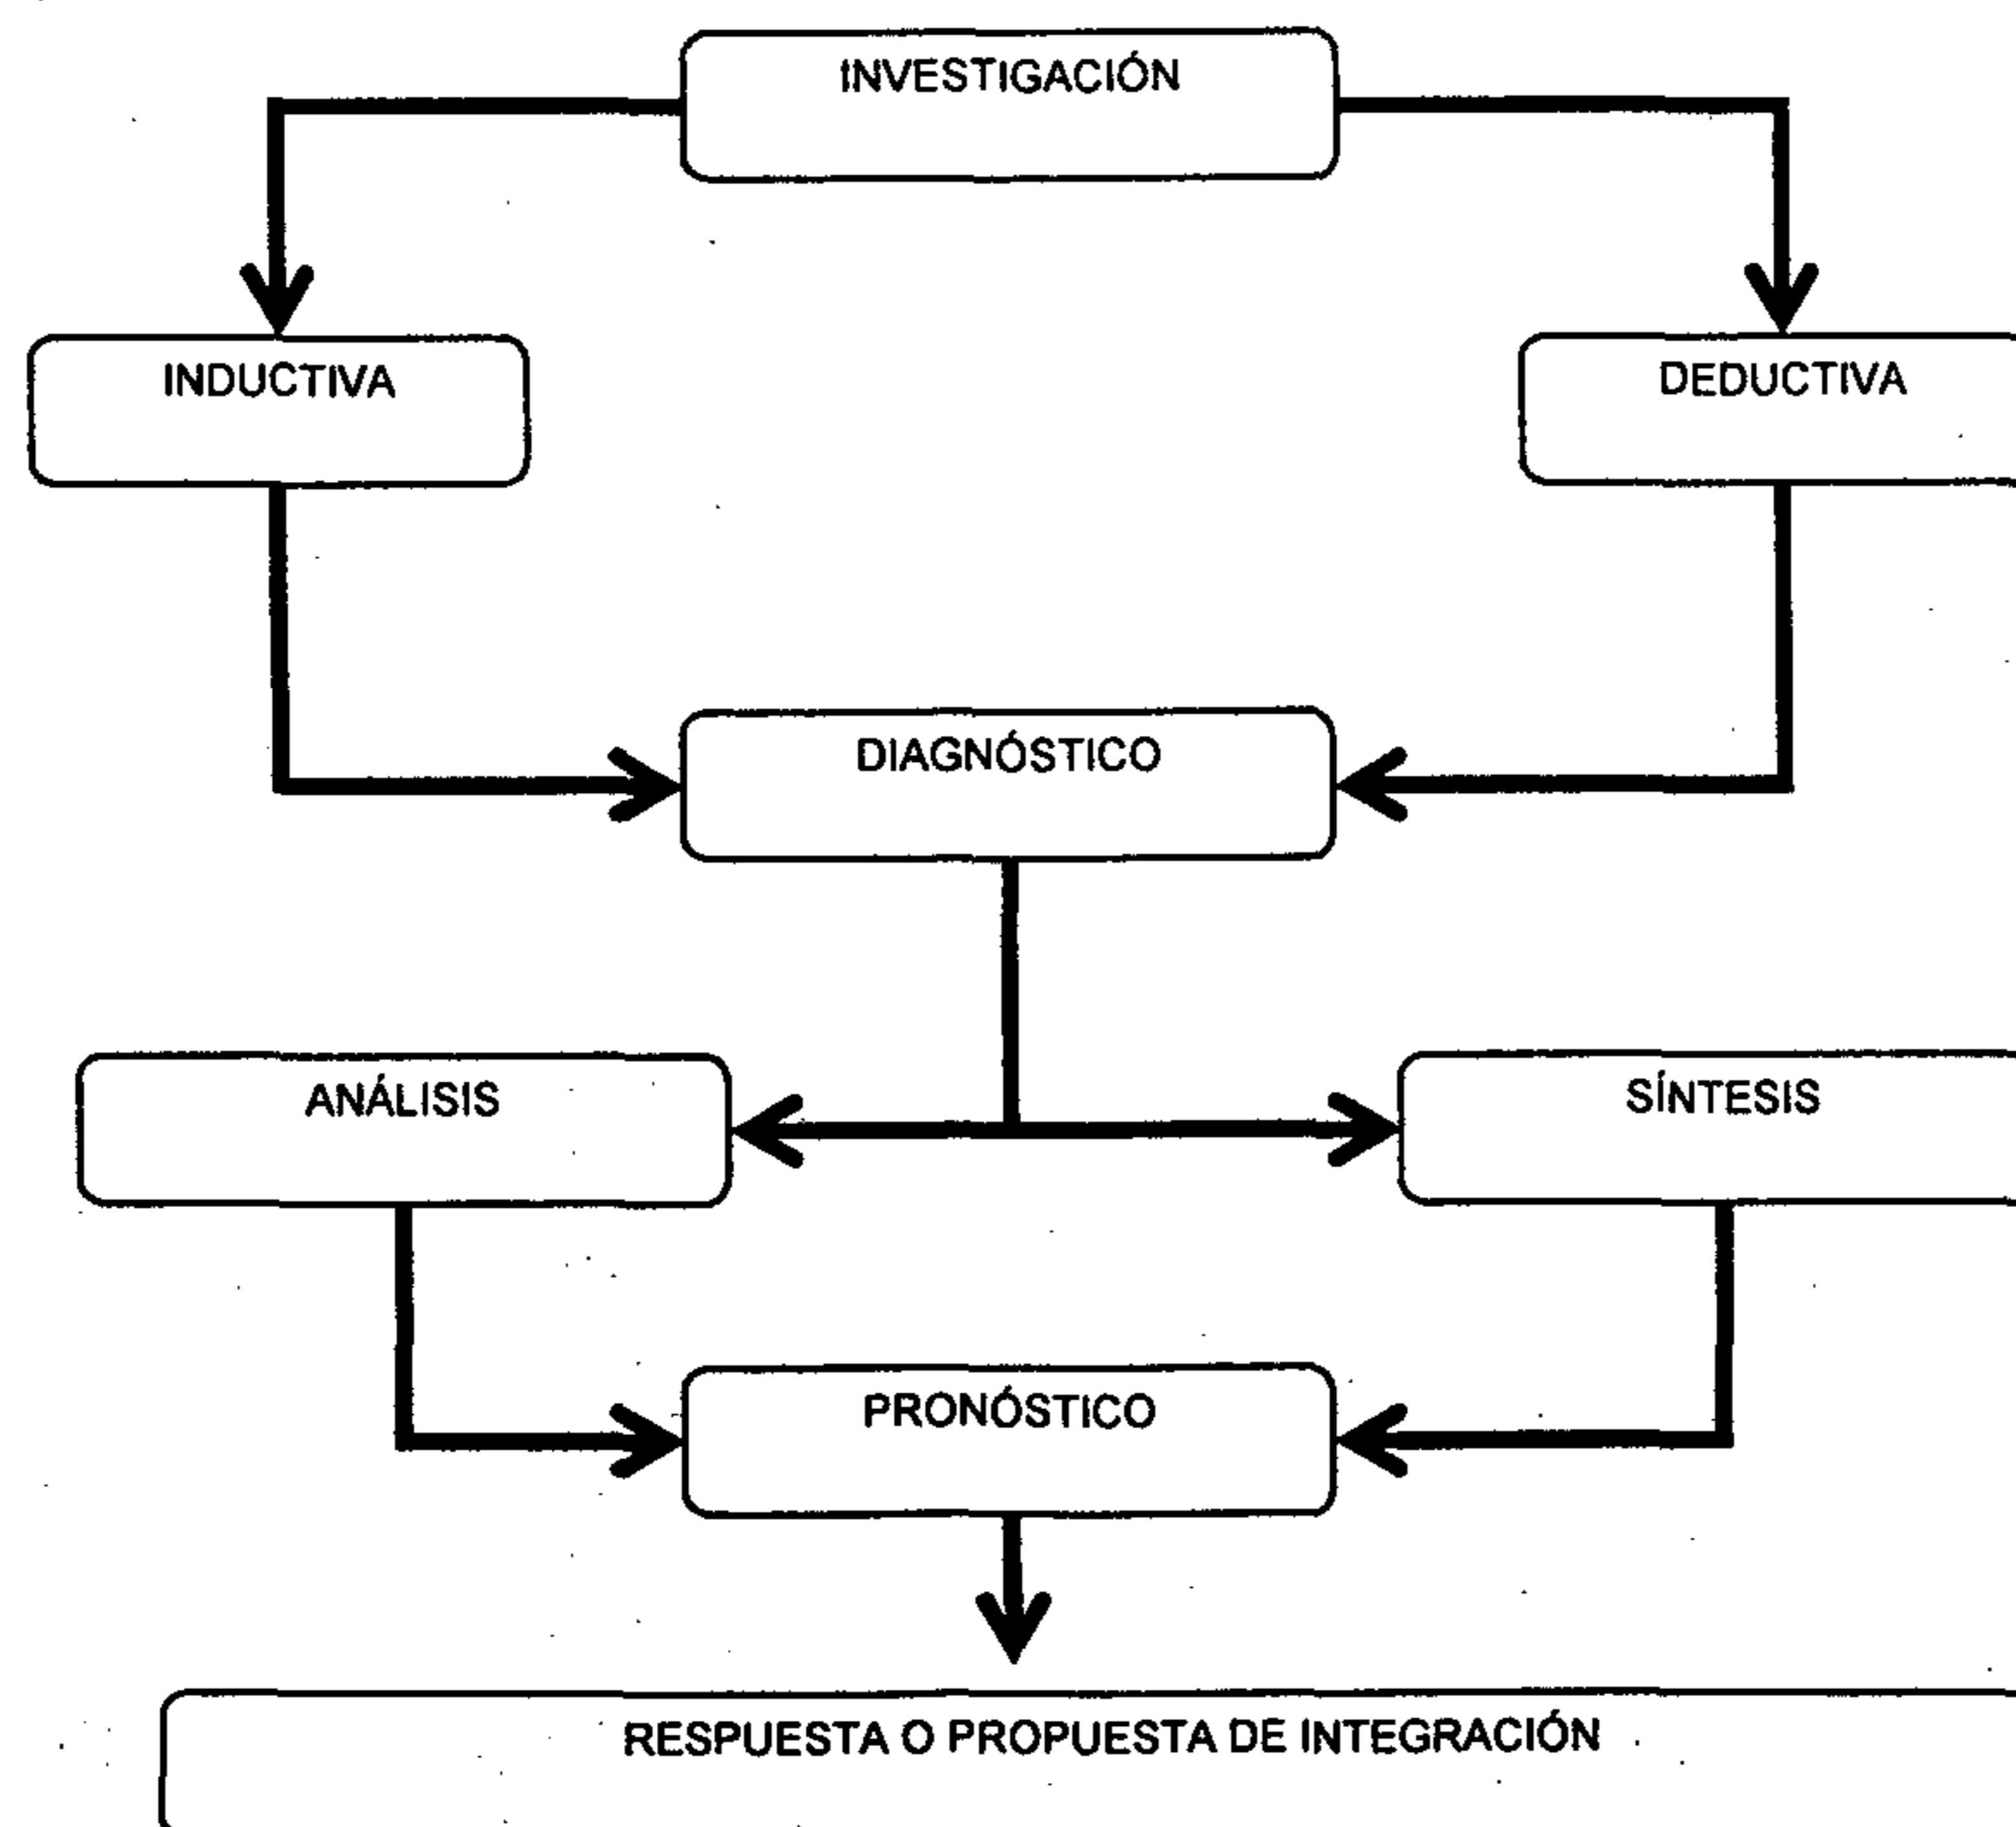 INVESTIGACIÓN
INDUCTIVA
DEDUCTIVA
DIAGNÓSTICO
ANÁLISIS
SÍNTESIS
PRONÓSTICO
RESPUESTA O PROPUESTA DE INTEGRACIÓN